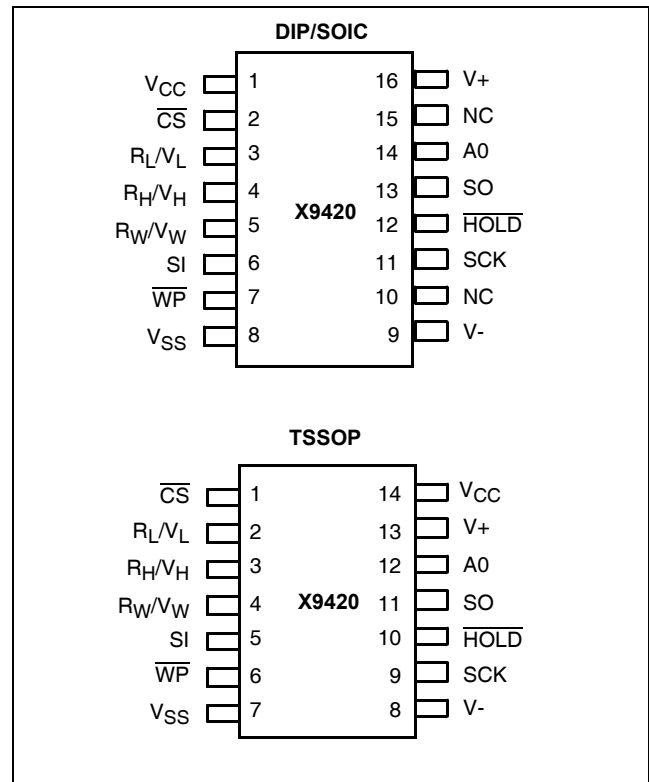 DIP/SOIC
VCC 1 16 V+
CS 2 15 NC
RL/VL 3 14 A0
RH/VH 4 13 SO
X9420
RW/VW 5 12 HOLD
SI 6 11 SCK
WP 7 10 NC
VSS 8 9 V-
TSSOP
CS 1 14 VCC
RL/VL 2 13 V+
RH/VH 3 12 A0
RW/VW 4 X9420 11 SO
SI 5 10 HOLD
WP 6 9 SCK
VSS 7 8 V-